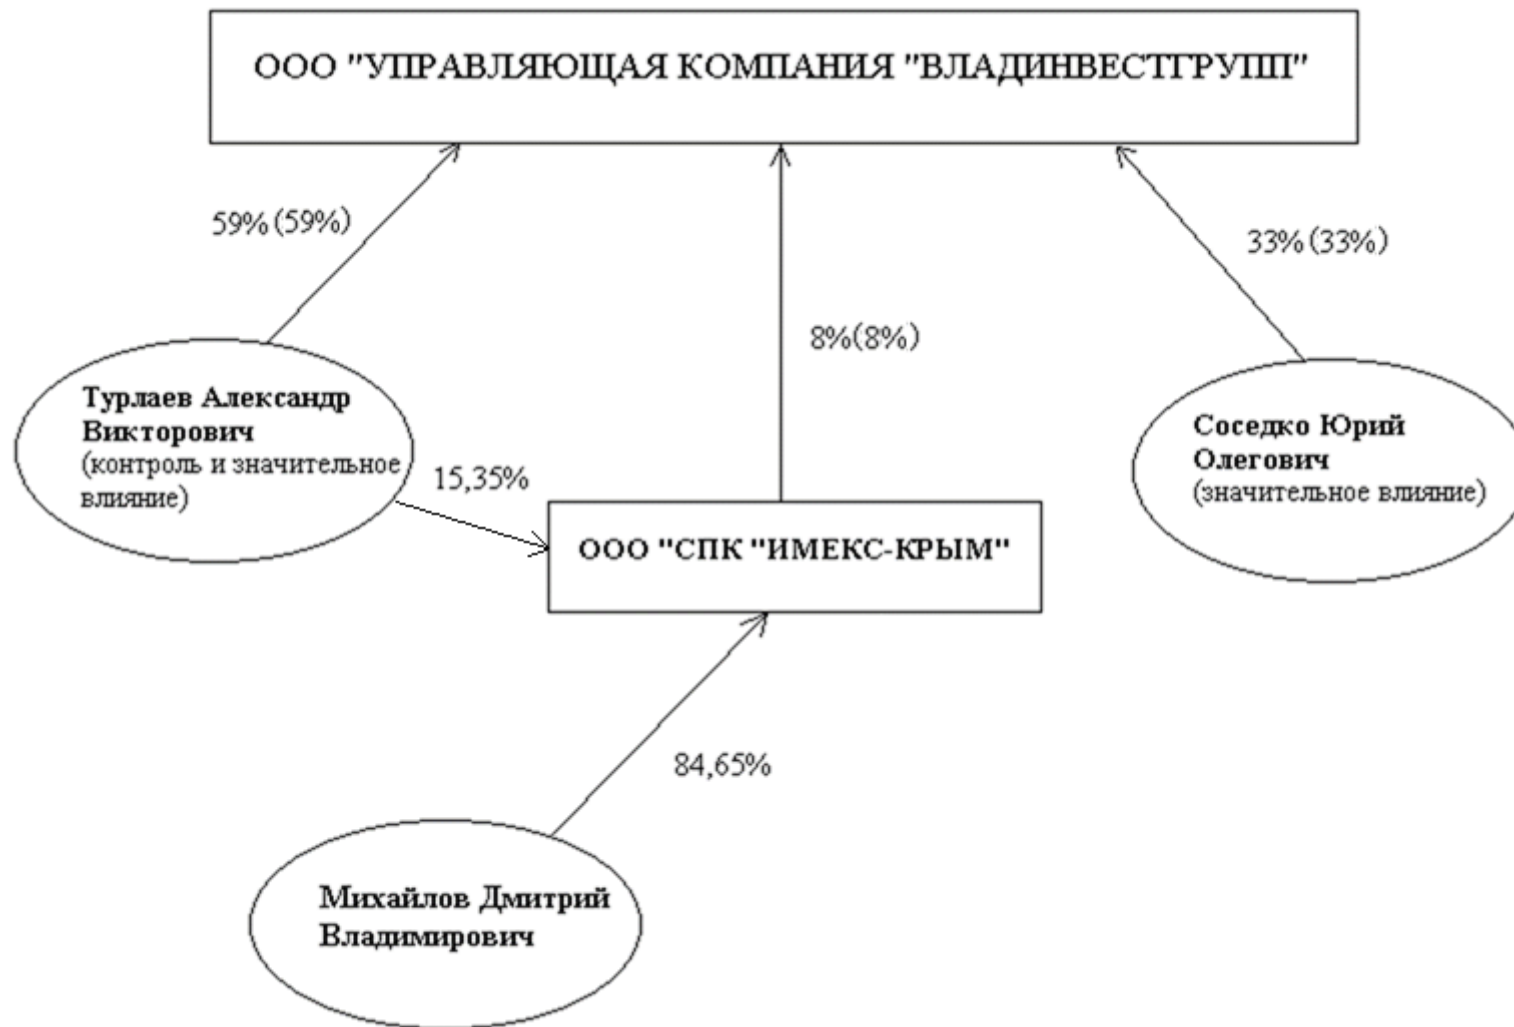 ООО "УПРАВЛЯЮЩАЯ КОМПАНИЯ "ВЛАДИНВЕСТГРУПП"
59% (59%)
33% (33%)
8%(8%)
Турлаев Александр
Викторович
(контроль и значительное
влияние)
Соседко Юрий
Олегович
(значительное влияние)
15,35%
ООО "СПК "ИМЕКС-КРЫМ"
84,65%
Михайлов Дмитрий
Владимирович